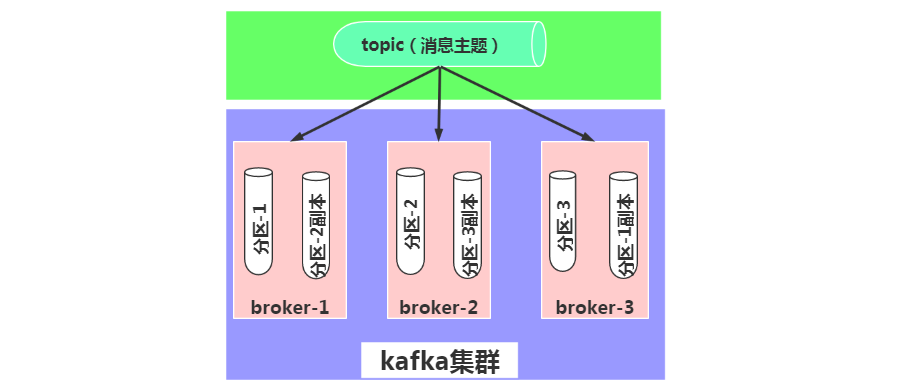 topic（消息主题）
分区-1
分区-2副本
分区-2
分区-3副本
分区-3
分区-1副本
broker-1
broker-2
broker-3
kafka集群